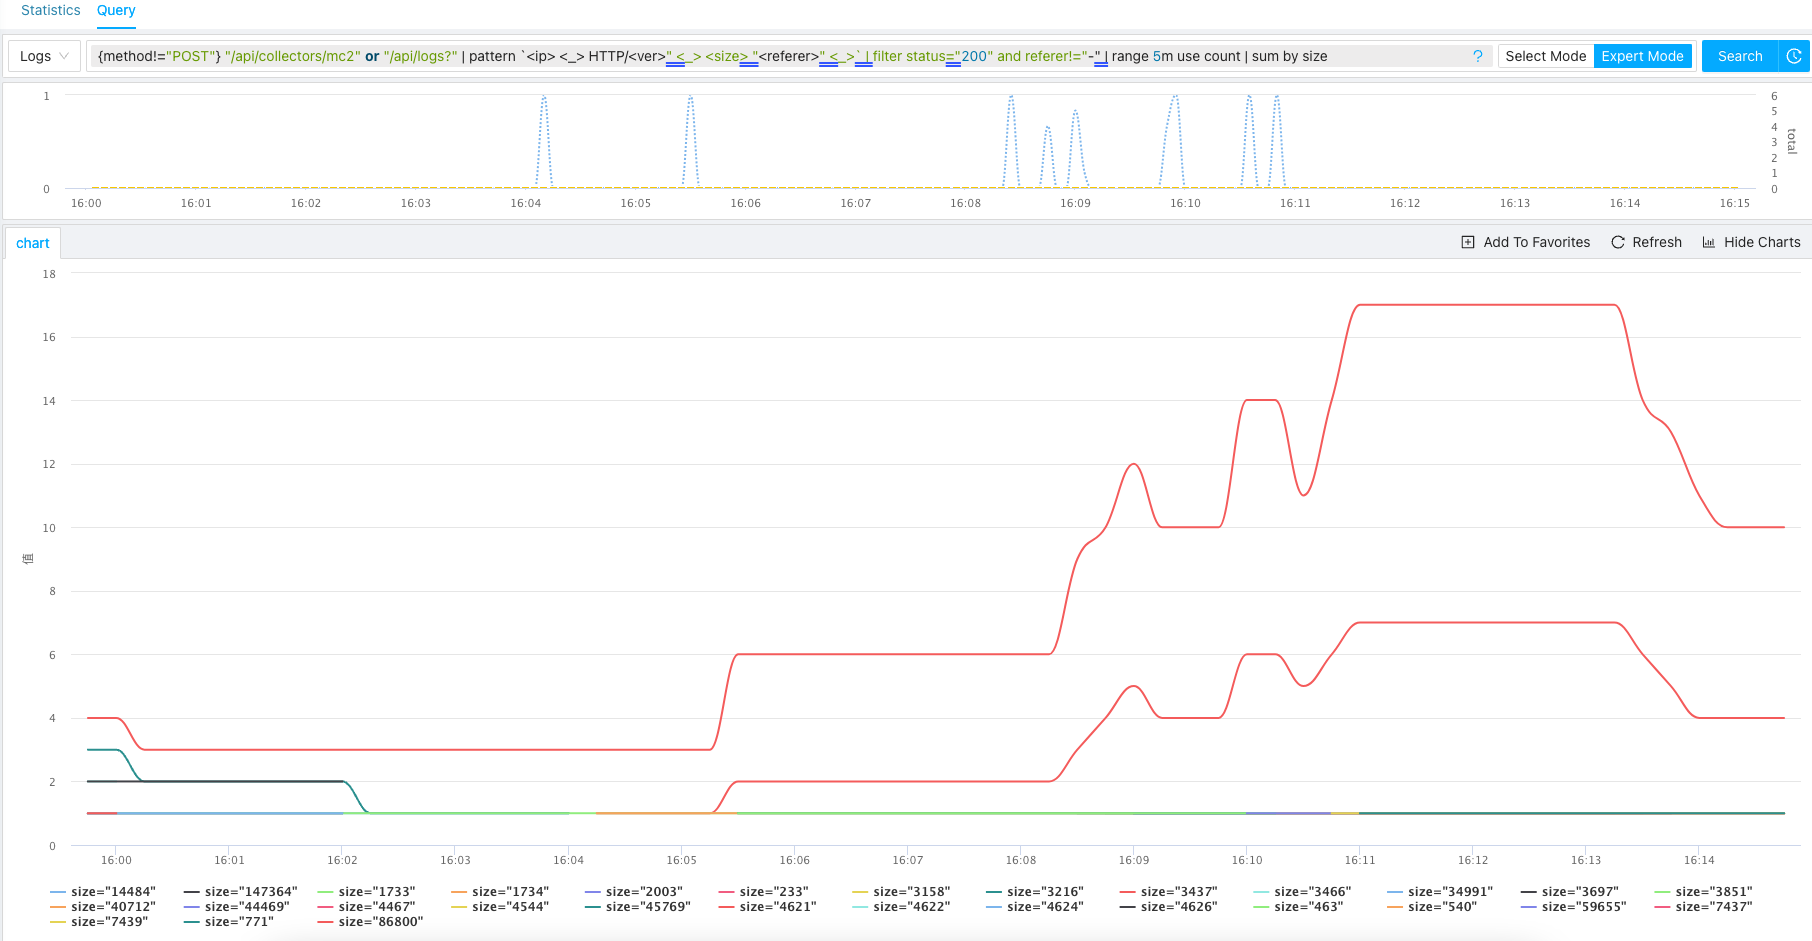 Statistics Query
Logs {method!="POST"} "/api/collectors/mc2" or "/api/logs?" | pattern `<ip> <_> HTTP/<ver>" <_> <size> "<referer>" <_>` | filter status="200" and referer!="-" | range 5m use count | sum by size ? Select Mode Expert Mode Search
1
0
6
5
4
3
2
1
0
total
16:00 16:01 16:02 16:03 16:04 16:05 16:06 16:07 16:08 16:09 16:10 16:11 16:12 16:13 16:14 16:15
chart Add To Favorites Refresh Hide Charts
18
16
14
12
10
8
6
4
2
0
值
16:00 16:01 16:02 16:03 16:04 16:05 16:06 16:07 16:08 16:09 16:10 16:11 16:12 16:13 16:14
size="14484" size="147364" size="1733" size="1734" size="2003" size="233" size="3158" size="3216" size="3437" size="3466" size="34991" size="3697" size="3851"
size="40712" size="44469" size="4467" size="4544" size="45769" size="4621" size="4622" size="4624" size="4626" size="463" size="540" size="59655" size="7437"
size="7439" size="771" size="86800"